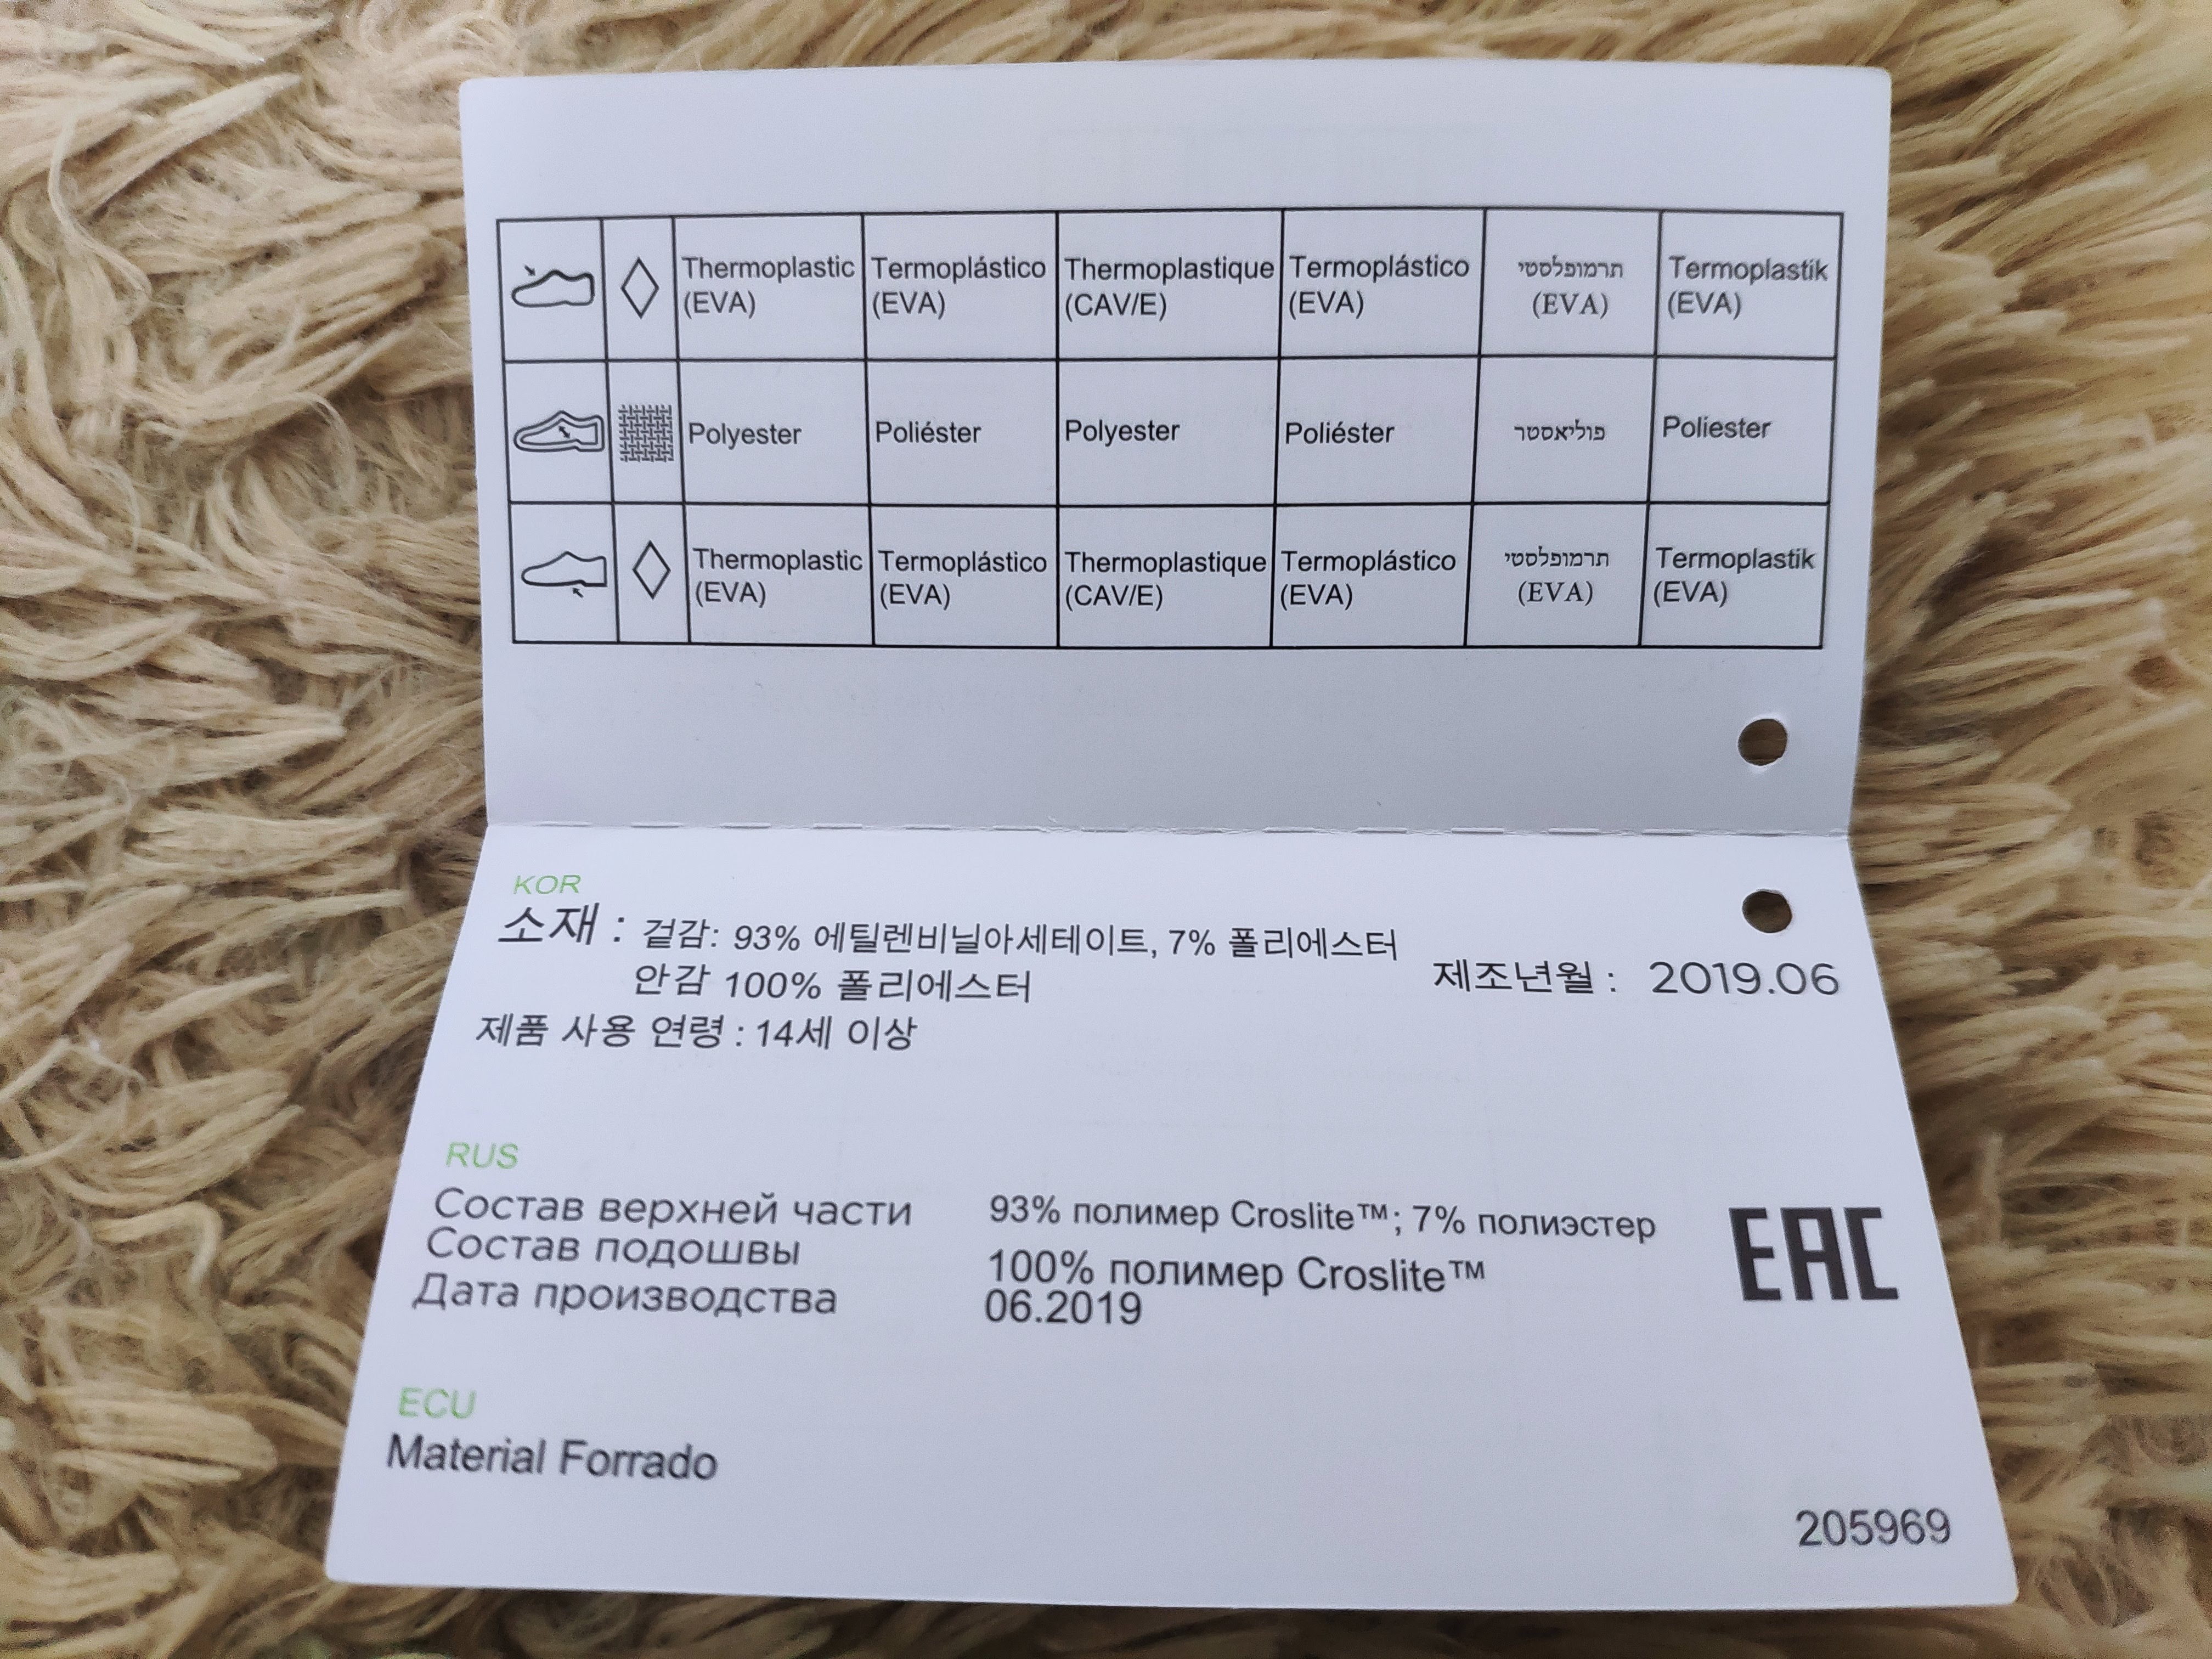 Thermoplastic (EVA) Termoplástico (EVA) Thermoplastique (CAV/E) Termoplástico (EVA) תרמופלסטי (EVA) Termoplastik (EVA)
Polyester Poliéster Polyester Poliéster פוליאסטר Poliester
Thermoplastic (EVA) Termoplástico (EVA) Thermoplastique (CAV/E) Termoplástico (EVA) תרמופלסטי (EVA) Termoplastik (EVA)
KOR
소재 : 겉감: 93% 에틸렌비닐아세테이트, 7% 폴리에스터
안감 100% 폴리에스터
제조년월 : 2019.06
제품 사용 연령 : 14세 이상
RUS
Состав верхней части 93% полимер Croslite™; 7% полиэстер
Состав подошвы 100% полимер Croslite™
Дата производства 06.2019
EAC
ECU
Material Forrado
205969